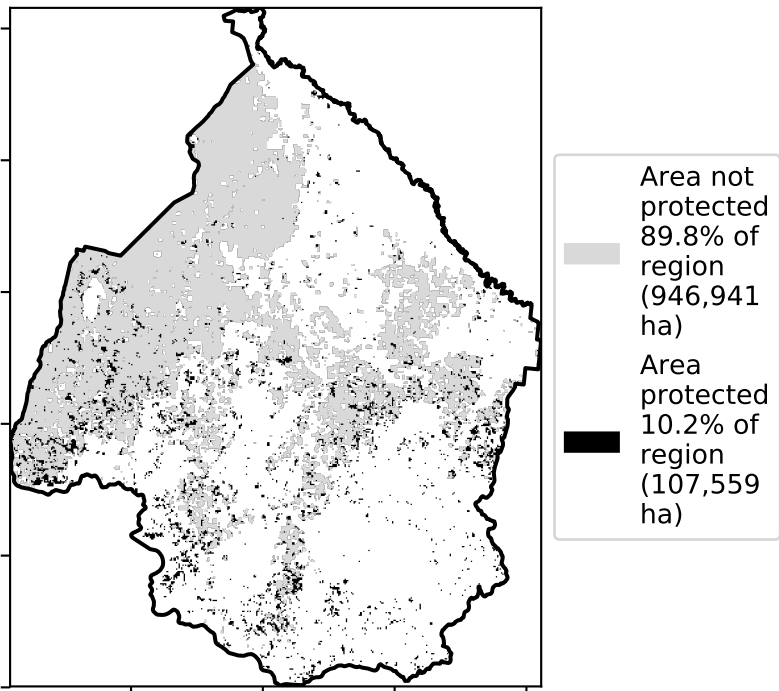 Area not
protected
89.8% of
region
(946,941
ha)
Area
protected
10.2% of
region
(107,559
ha)